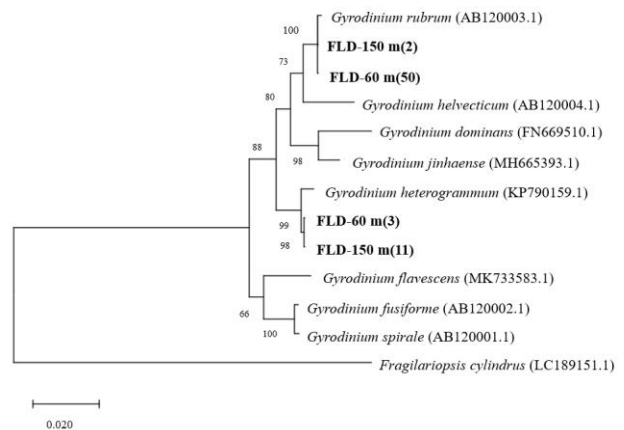 100
Gyrodinium rubrum (AB120003.1)
FLD-150 m(2)
73
FLD-60 m(50)
80
Gyrodinium helvecticum (AB120004.1)
Gyrodinium dominans (FN669510.1)
88
98
Gyrodinium jinhaense (MH665393.1)
Gyrodinium heterogrammum (KP790159.1)
99
FLD-60 m(3)
98
FLD-150 m(11)
Gyrodinium flavescens (MK733583.1)
66
Gyrodinium fusiforme (AB120002.1)
100
Gyrodinium spirale (AB120001.1)
Fragilariopsis cylindrus (LC189151.1)
0.020